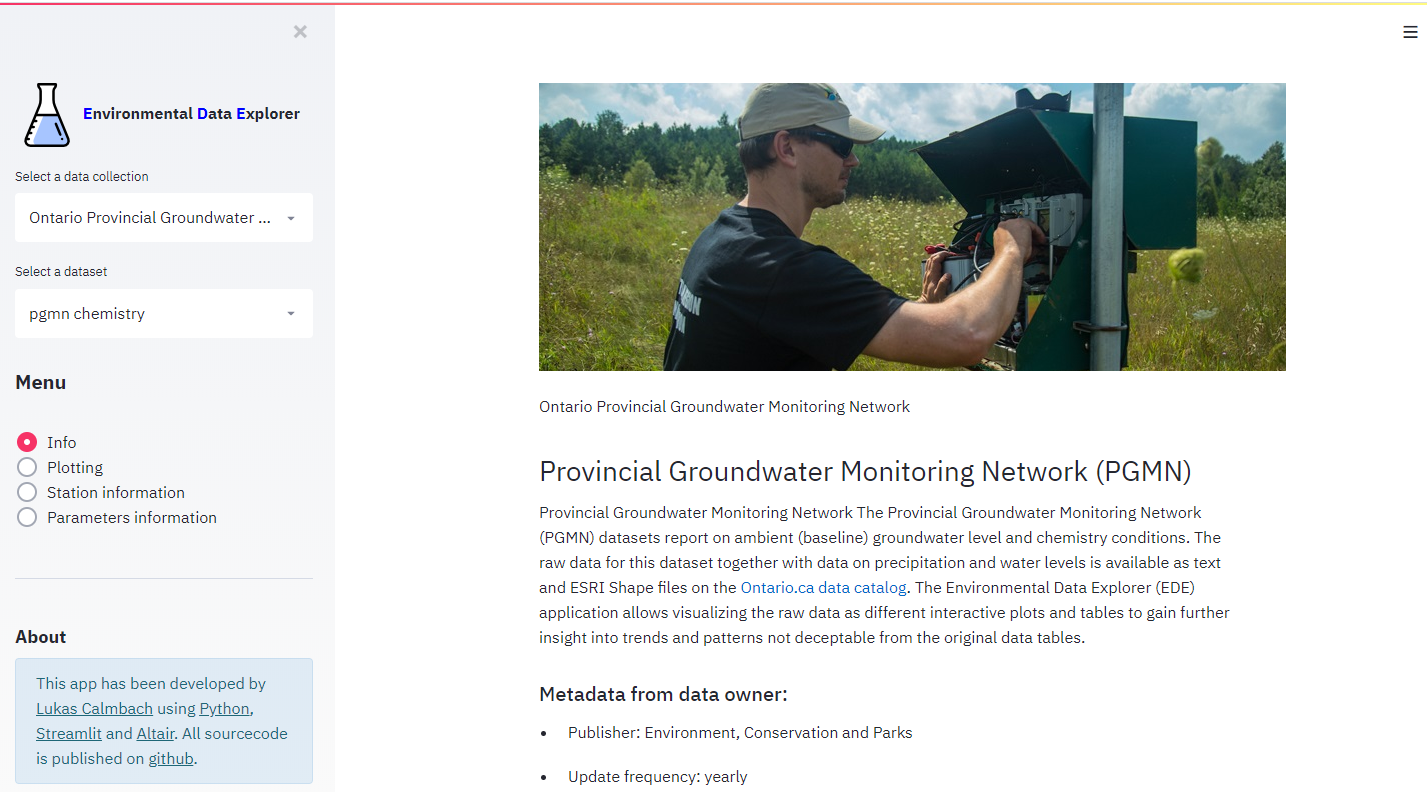 ×
Environmental Data Explorer
Select a data collection
Ontario Provincial Groundwater ...
Select a dataset
pgmn chemistry
Menu
Info
Plotting
Station information
Parameters information
About
This app has been developed by
Lukas Calmbach using Python,
Streamlit and Altair. All sourcecode
is published on github.
Ontario Provincial Groundwater Monitoring Network
Provincial Groundwater Monitoring Network (PGMN)
Provincial Groundwater Monitoring Network The Provincial Groundwater Monitoring Network
(PGMN) datasets report on ambient (baseline) groundwater level and chemistry conditions. The
raw data for this dataset together with data on precipitation and water levels is available as text
and ESRI Shape files on the Ontario.ca data catalog. The Environmental Data Explorer (EDE)
application allows visualizing the raw data as different interactive plots and tables to gain further
insight into trends and patterns not deceptable from the original data tables.
Metadata from data owner:
• Publisher: Environment, Conservation and Parks
• Update frequency: yearly